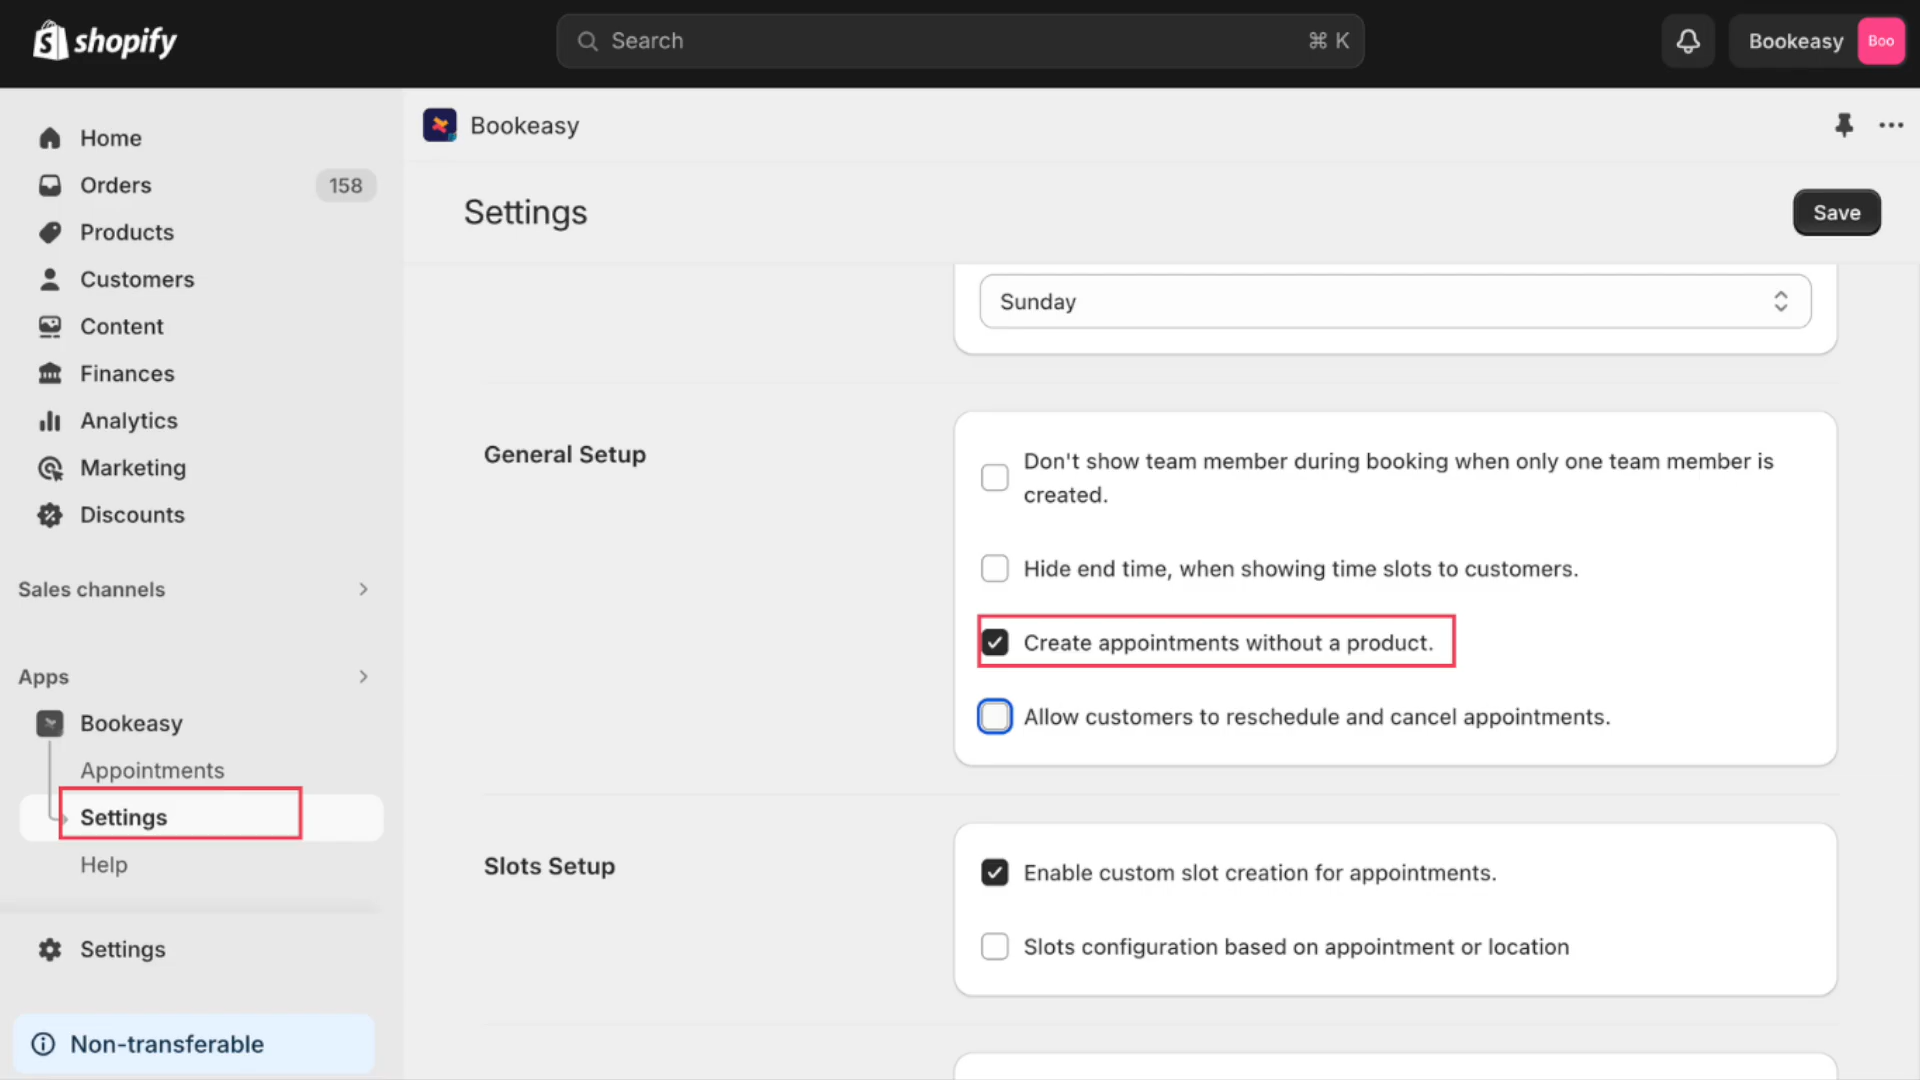 shopify
Search
⌘ K
Bookeasy
Boo
Home
Orders
158
Products
Customers
Content
Finances
Analytics
Marketing
Discounts
Sales channels
Apps
Bookeasy
Appointments
Settings
Help
Settings
Non-transferable
Bookeasy
Settings
Save
Sunday
General Setup
Don't show team member during booking when only one team member is
created.
Hide end time, when showing time slots to customers.
Create appointments without a product.
Allow customers to reschedule and cancel appointments.
Slots Setup
Enable custom slot creation for appointments.
Slots configuration based on appointment or location